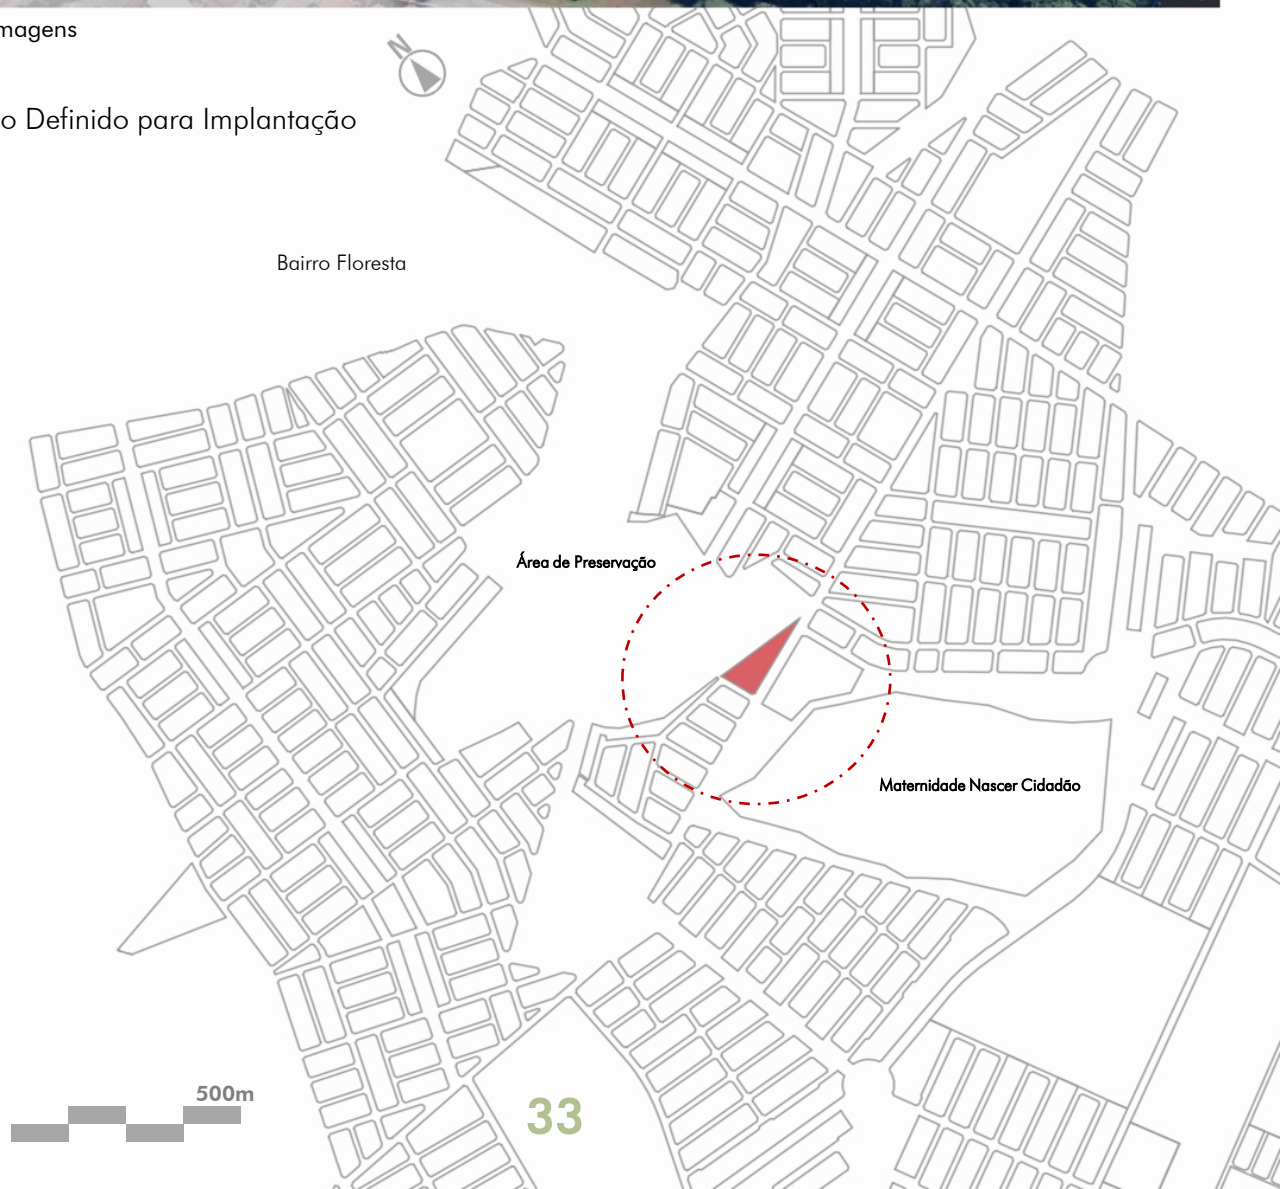 magens
N
o Definido para Implantação
Bairro Floresta
Área de Preservação
Maternidade Nascer Cidadão
500m
33